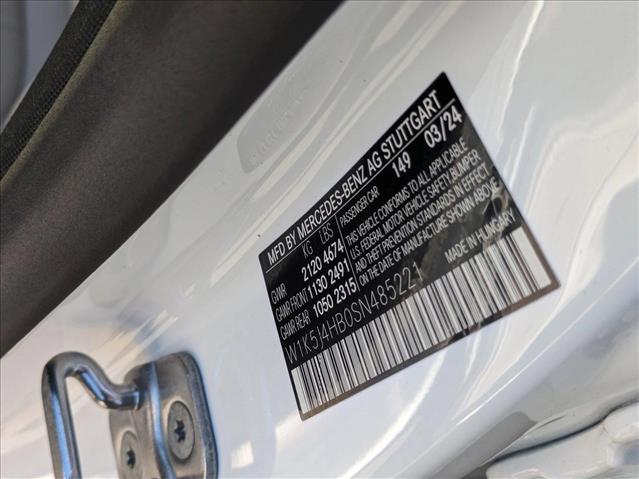 MFD BY MERCEDES-BENZ AG STUTTGART
KG LBS PASSENGER CAR 149 03/24
GWR 2120 4674 THIS VEHICLE CONFORMS TO ALL APPLICABLE
GAWR FRONT 1130 2491 U.S. FEDERAL MOTOR VEHICLE SAFETY BUMPER
GAWR REAR 1050 2315 AND THEFT PREVENTION STANDARDS IN EFFECT
ON THE DATE OF MANUFACTURE SHOWN ABOVE
W1K5J4HB0SN485221 MADE IN HUNGARY